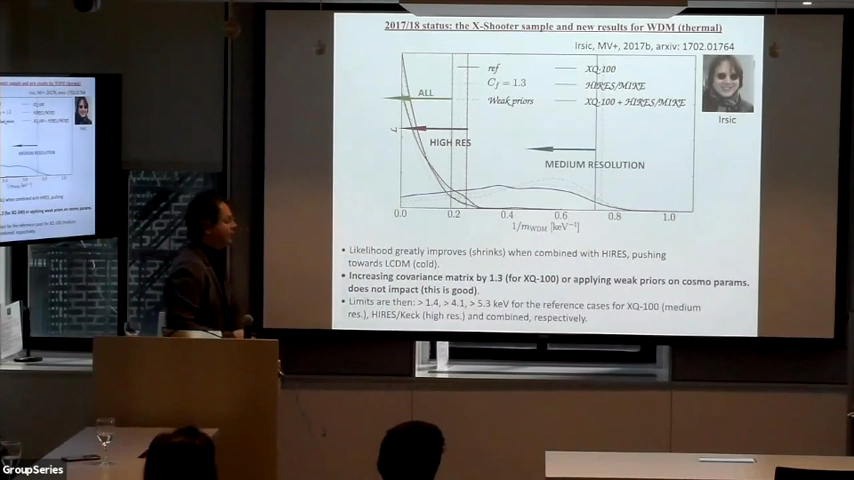 2017/18 status: the X-Shooter sample and new results for WDM (thermal)
Irsic, MV+, 2017b, arxiv: 1702.01764
ref
XQ-100
C_f = 1.3
HIRES/MIKE
Weak priors
XQ-100 + HIRES/MIKE
ALL
HIGH RES
MEDIUM RESOLUTION
Irsic
ℒ
0.0 0.2 0.4 0.6 0.8 1.0
1/m_WDM [keV⁻¹]
• Likelihood greatly improves (shrinks) when combined with HIRES, pushing
towards LCDM (cold).
• Increasing covariance matrix by 1.3 (for XQ-100) or applying weak priors on cosmo params.
does not impact (this is good).
• Limits are then: > 1.4, > 4.1, > 5.3 keV for the reference cases for XQ-100 (medium
res.), HIRES/Keck (high res.) and combined, respectively.
GroupSeries